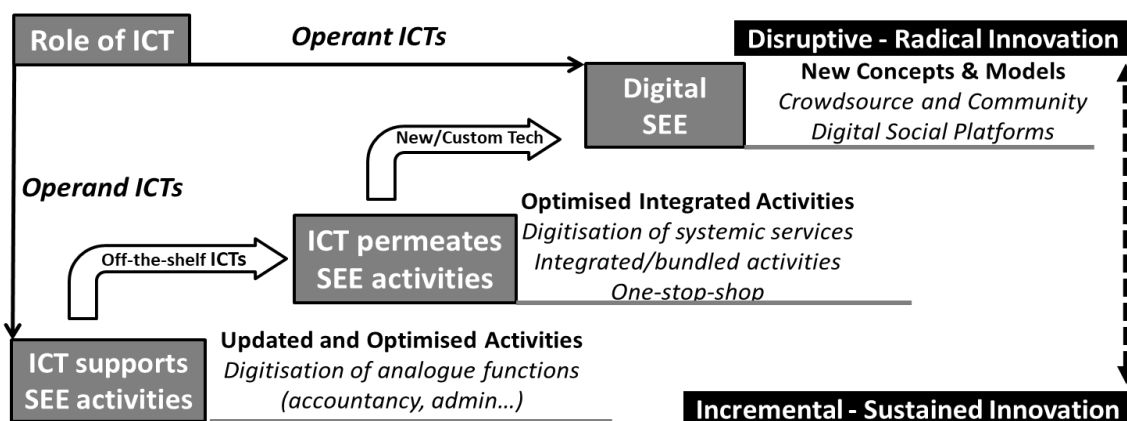 Role of ICT
Operant ICTs
Disruptive - Radical Innovation
Digital
SEE
New Concepts & Models
Crowdsource and Community
Digital Social Platforms
New/Custom Tech
Operand ICTs
ICT permeates
SEE activities
Optimised Integrated Activities
Digitisation of systemic services
Integrated/bundled activities
One-stop-shop
Off-the-shelf ICTs
ICT supports
SEE activities
Updated and Optimised Activities
Digitisation of analogue functions
(accountancy, admin...)
Incremental - Sustained Innovation